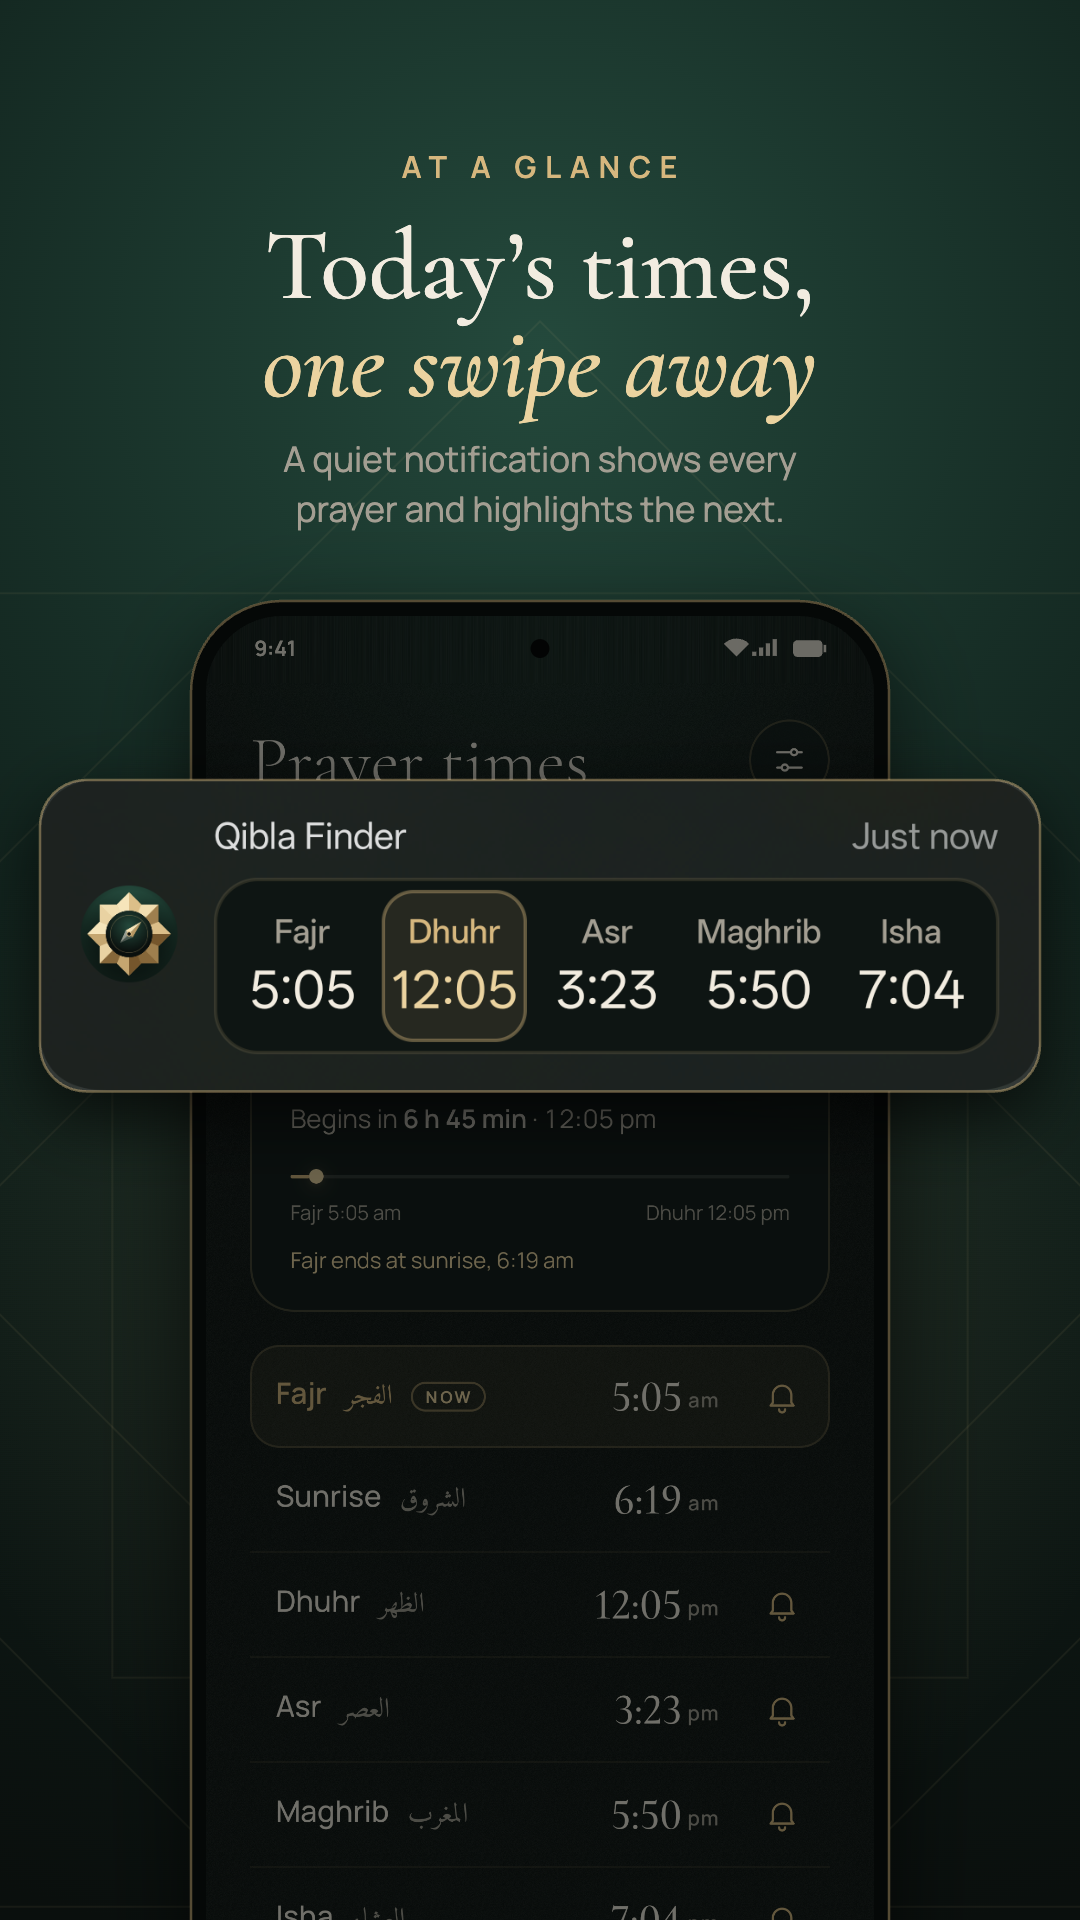 AT A GLANCE
Today’s times,
one swipe away
A quiet notification shows every
prayer and highlights the next.
9:41
Prayer times
Qibla Finder Just now
Fajr Dhuhr Asr Maghrib Isha
5:05 12:05 3:23 5:50 7:04
Begins in 6 h 45 min · 12:05 pm
Fajr 5:05 am Dhuhr 12:05 pm
Fajr ends at sunrise, 6:19 am
Fajr الفجر NOW 5:05 am
Sunrise الشروق 6:19 am
Dhuhr الظهر 12:05 pm
Asr العصر 3:23 pm
Maghrib المغرب 5:50 pm
Isha العشاء 7:04 pm